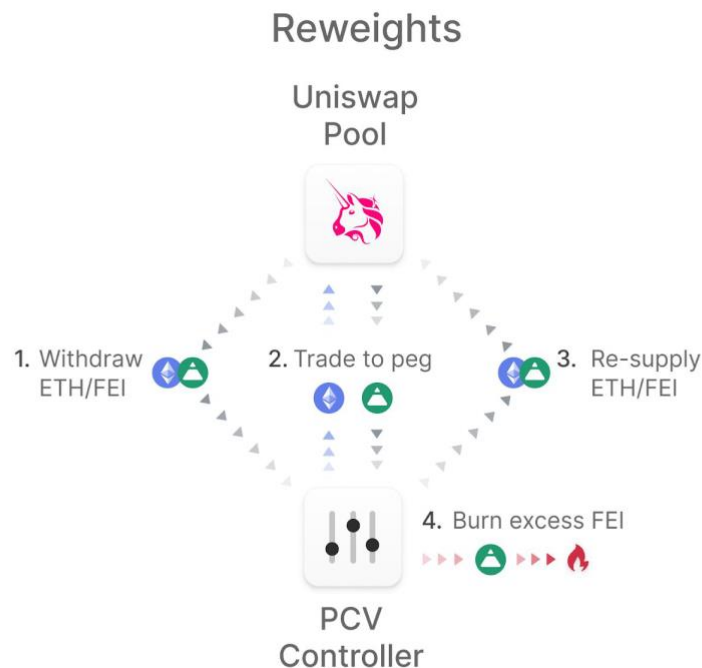 Reweights
Uniswap
Pool
1. Withdraw
ETH/FEI
2. Trade to peg
3. Re-supply
ETH/FEI
4. Burn excess FEI
PCV
Controller